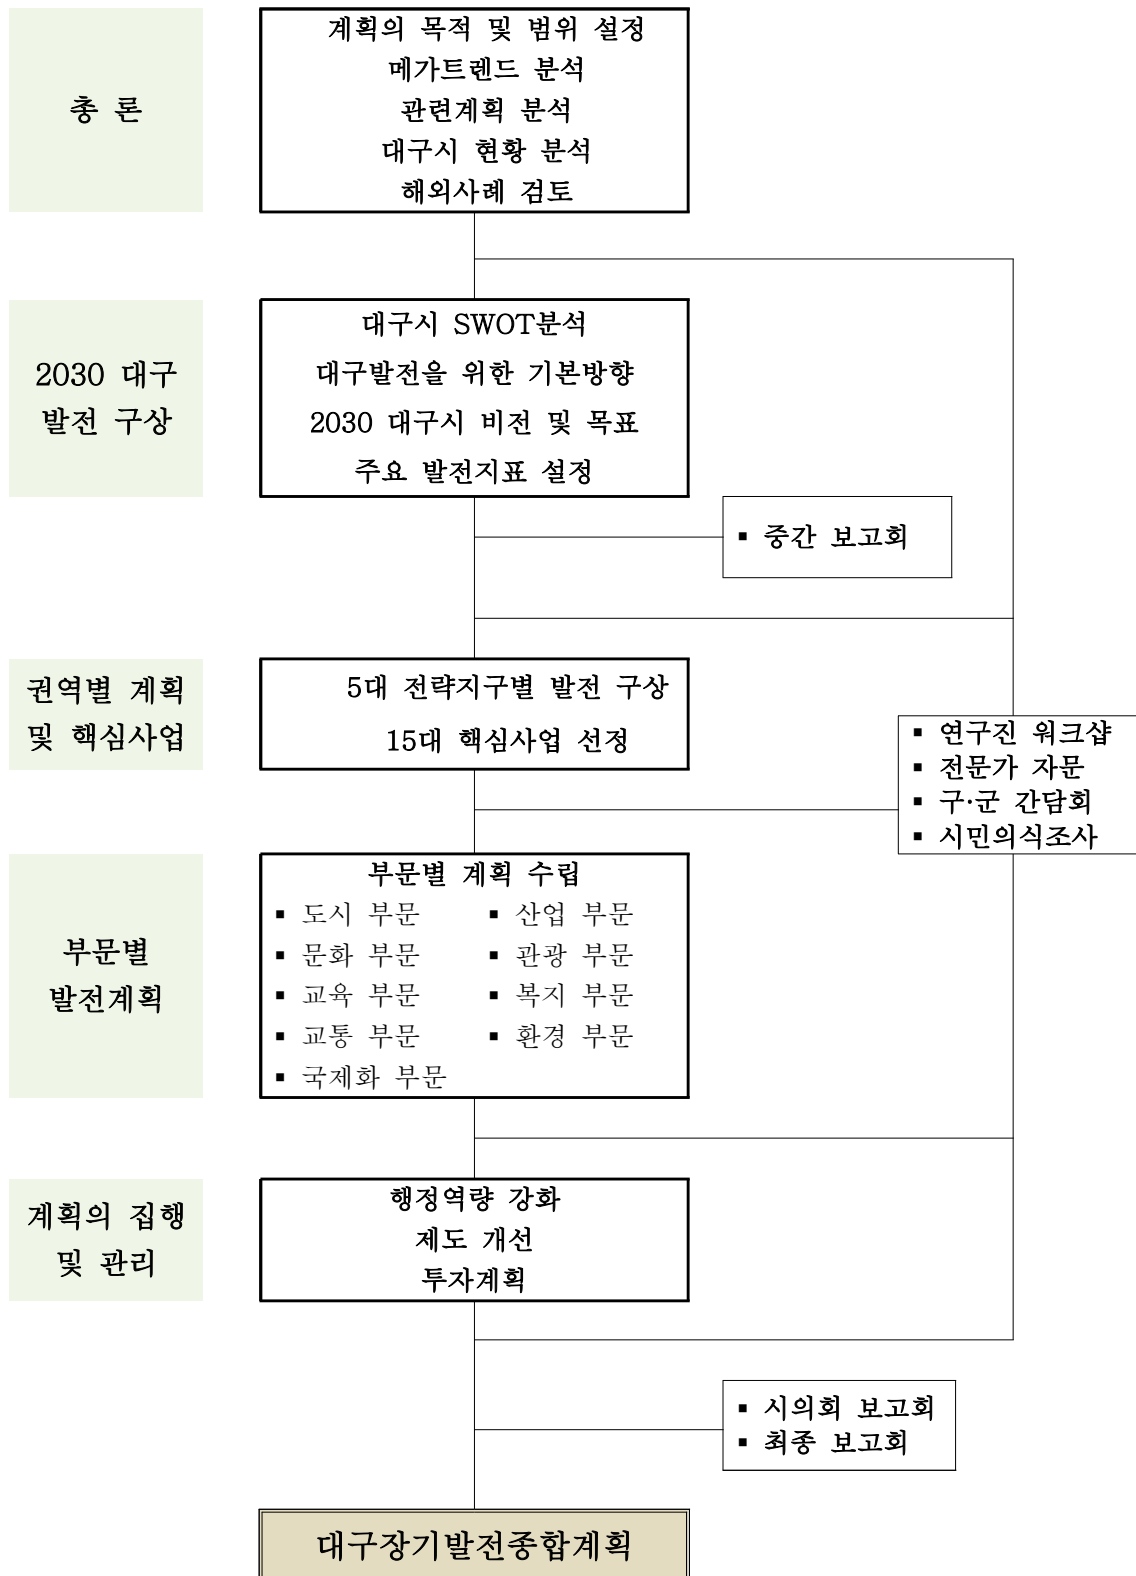 총 론
계획의 목적 및 범위 설정
메가트렌드 분석
관련계획 분석
대구시 현황 분석
해외사례 검토
2030 대구
발전 구상
대구시 SWOT분석
대구발전을 위한 기본방향
2030 대구시 비전 및 목표
주요 발전지표 설정
▪ 중간 보고회
권역별 계획
및 핵심사업
5대 전략지구별 발전 구상
15대 핵심사업 선정
▪ 연구진 워크샵
▪ 전문가 자문
▪ 구·군 간담회
▪ 시민의식조사
부문별
발전계획
부문별 계획 수립
▪ 도시 부문 ▪ 산업 부문
▪ 문화 부문 ▪ 관광 부문
▪ 교육 부문 ▪ 복지 부문
▪ 교통 부문 ▪ 환경 부문
▪ 국제화 부문
계획의 집행
및 관리
행정역량 강화
제도 개선
투자계획
▪ 시의회 보고회
▪ 최종 보고회
대구장기발전종합계획